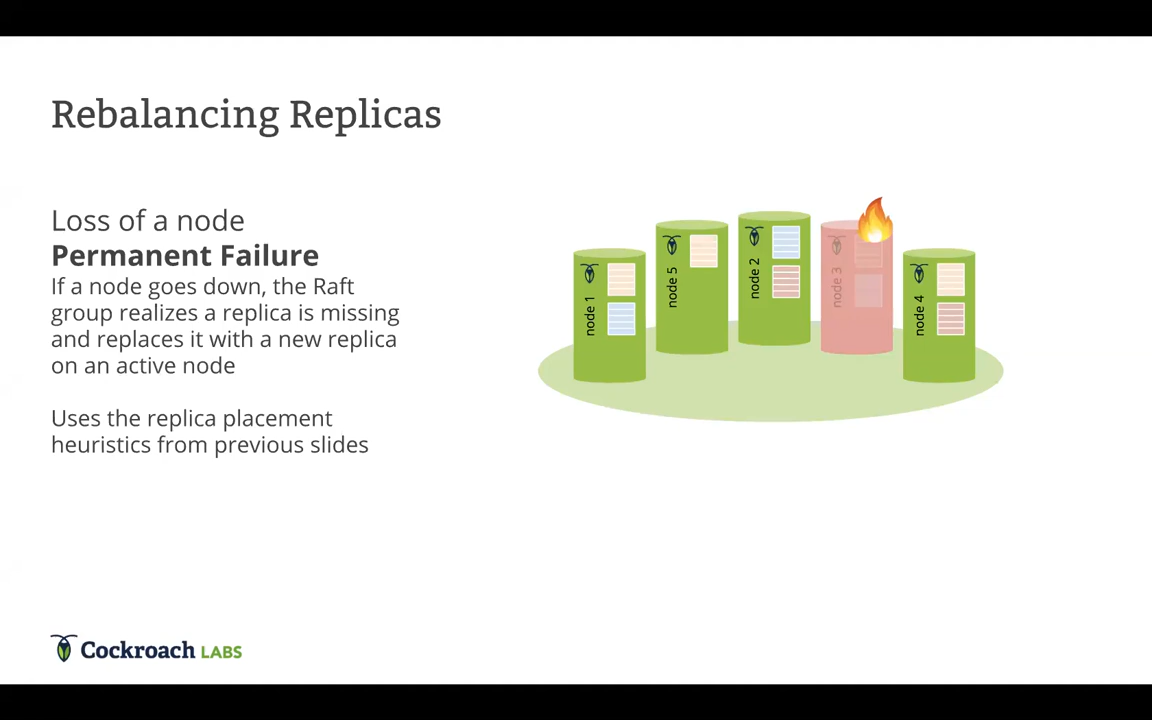 Rebalancing Replicas
Loss of a node
Permanent Failure
If a node goes down, the Raft
group realizes a replica is missing
and replaces it with a new replica
on an active node
Uses the replica placement
heuristics from previous slides
node 1
node 5
node 2
node 3
node 4
Cockroach LABS